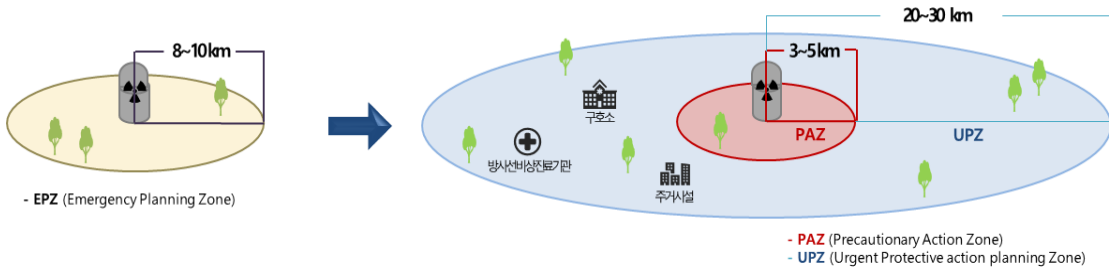 8~10km
- EPZ (Emergency Planning Zone)
20~30 km
3~5km
구호소
PAZ
UPZ
방사선비상진료기관
주거시설
- PAZ (Precautionary Action Zone)
- UPZ (Urgent Protective action planning Zone)